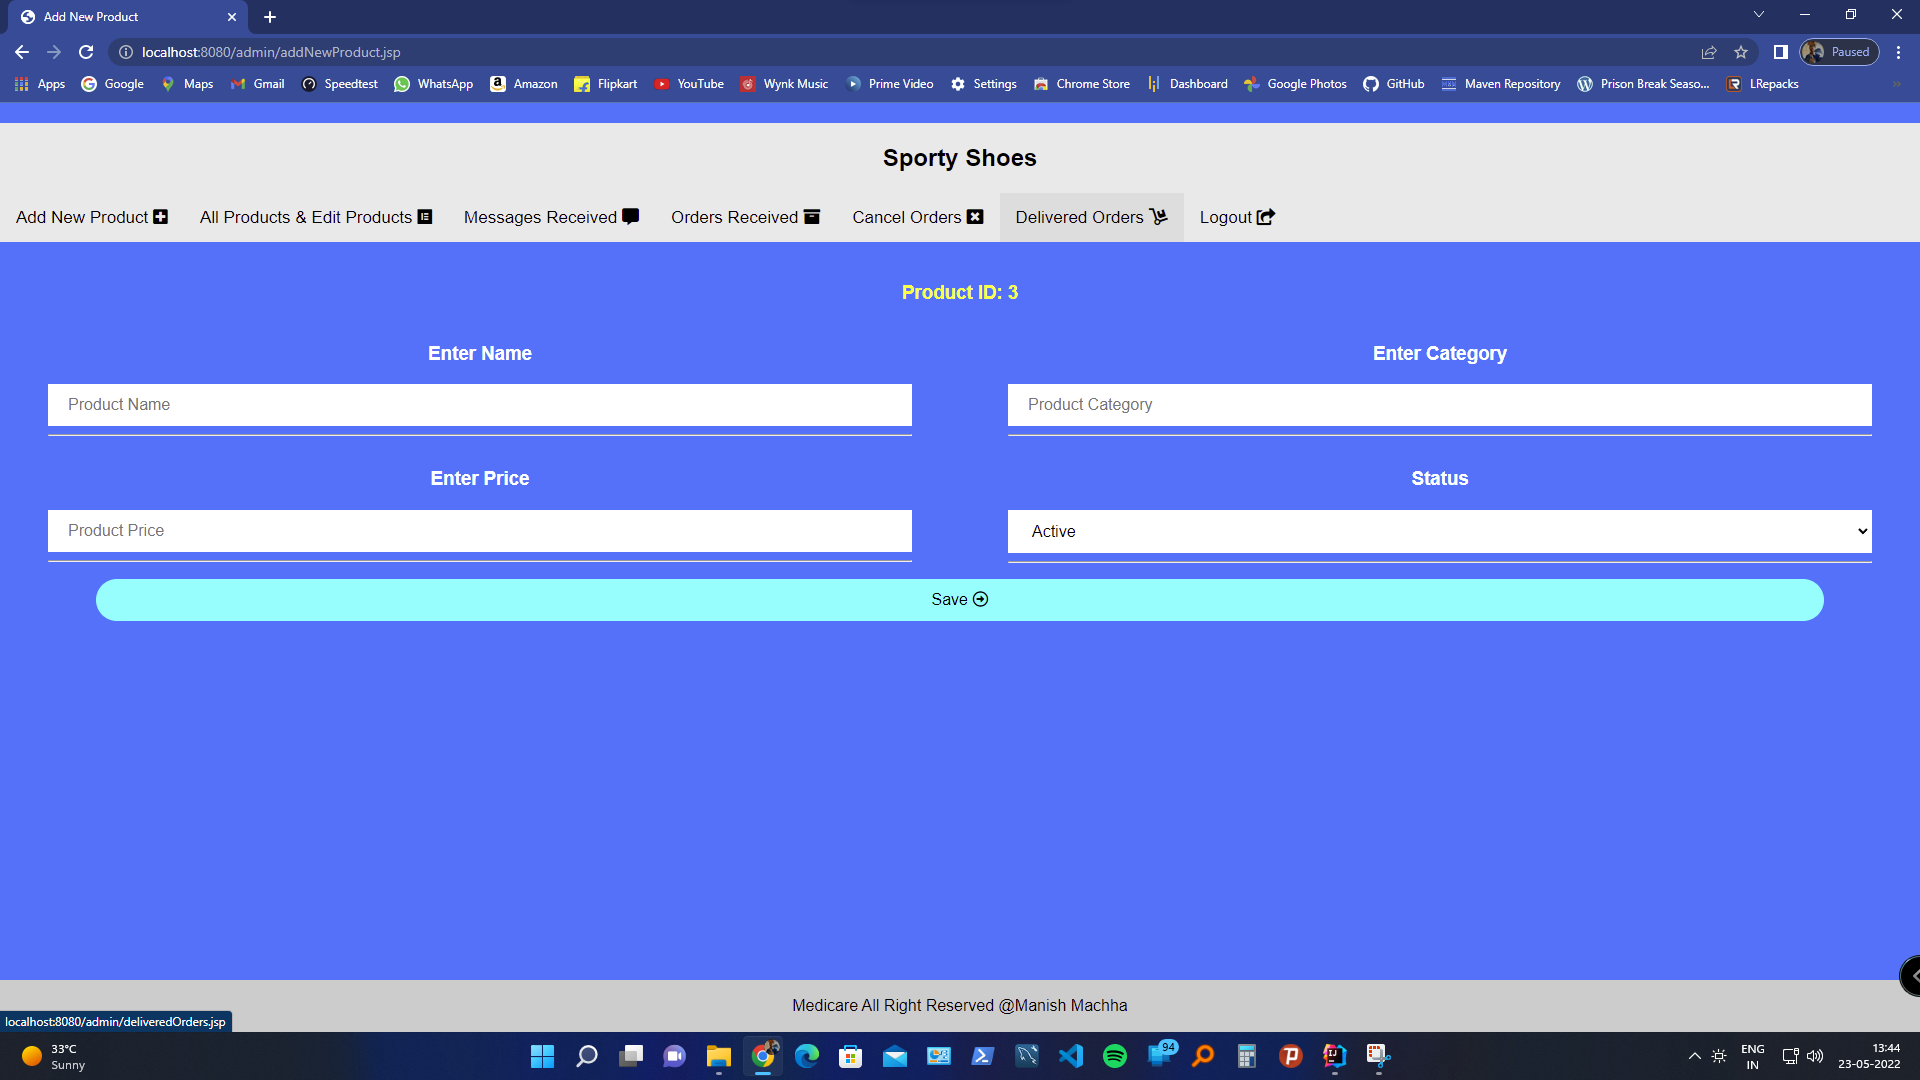 Add New Product
localhost:8080/admin/addNewProduct.jsp
Paused
Apps
Google
Maps
Gmail
Speedtest
WhatsApp
Amazon
Flipkart
YouTube
Wynk Music
Prime Video
Settings
Chrome Store
Dashboard
Google Photos
GitHub
Maven Repository
Prison Break Seaso...
LRepacks
Sporty Shoes
Add New Product
All Products & Edit Products
Messages Received
Orders Received
Cancel Orders
Delivered Orders
Logout
Product ID: 3
Enter Name
Enter Category
Product Name
Product Category
Enter Price
Status
Product Price
Active
Save
Medicare All Right Reserved @Manish Machha
localhost:8080/admin/deliveredOrders.jsp
33°C
Sunny
94
ENG
IN
13:44
23-05-2022